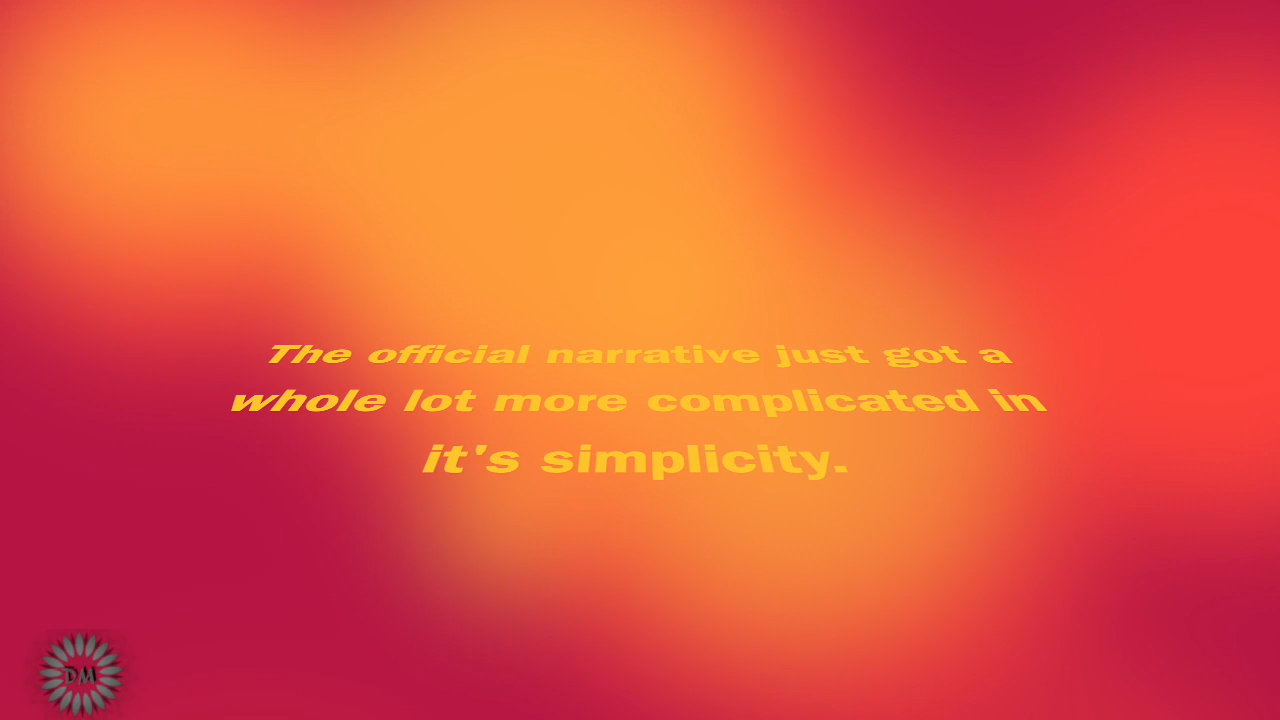 The official narrative just got a
whole lot more complicated in
it's simplicity.
DM